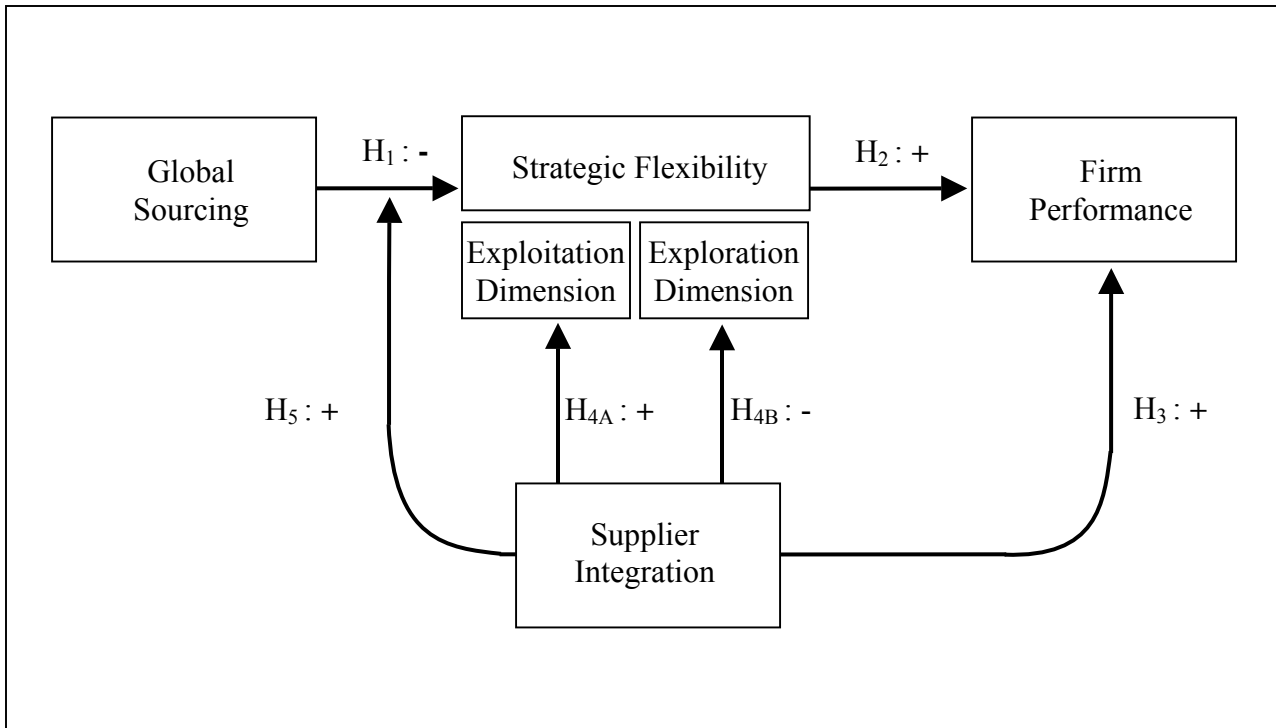 Global
Sourcing
H₁ : -
Strategic Flexibility
H₂ : +
Firm
Performance
Exploitation
Dimension
Exploration
Dimension
H₅ : +
H₄A : +
H₄B : -
H₃ : +
Supplier
Integration